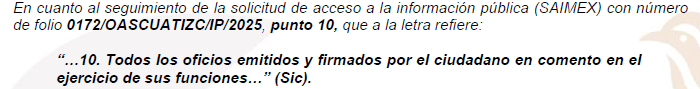 En cuanto al seguimiento de la solicitud de acceso a la información pública (SAIMEX) con número
de folio 0172/OASCUATIZC/IP/2025, punto 10, que a la letra refiere:
“…10. Todos los oficios emitidos y firmados por el ciudadano en comento en el
ejercicio de sus funciones…” (Sic).